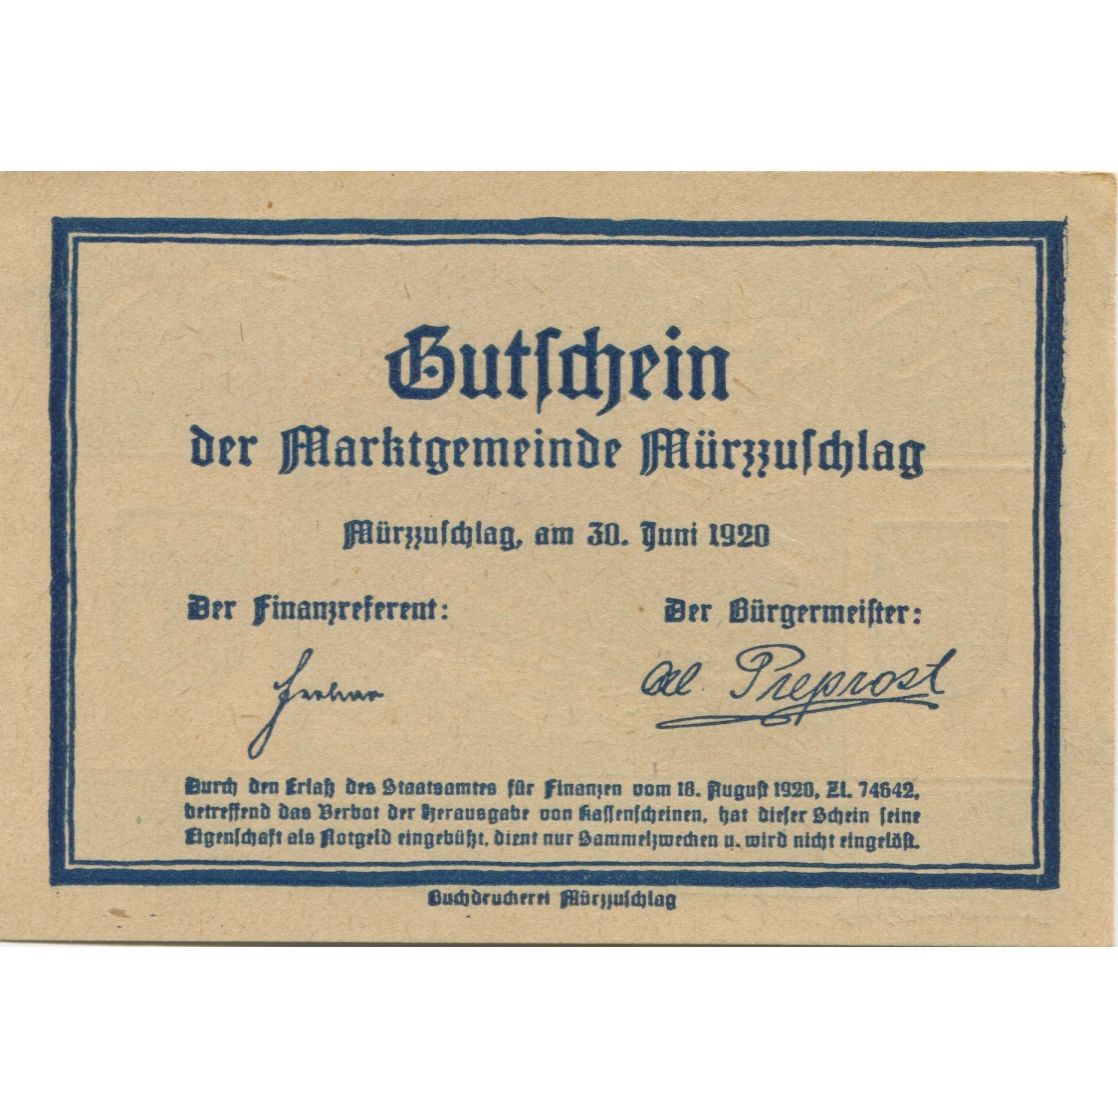 Gutschein
der Marktgemeinde Mürzzuschlag
Mürzzuschlag, am 30. Juni 1920
Der Finanzreferent: Der Bürgermeister:
Al. Preprost
Durch den Erlaß des Staatsamtes für Finanzen vom 18. August 1920, Zl. 74642,
betreffend das Verbot der Herausgabe von Kassenscheinen, hat dieser Schein seine
Eigenschaft als Notgeld eingebüßt, dient nur Sammelzwecken u. wird nicht eingelöst.
Buchdruckerei Mürzzuschlag